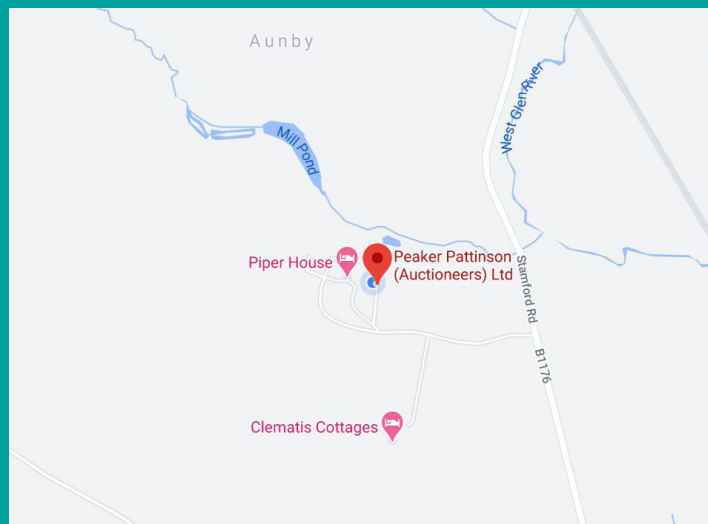 Aunby
West Glen River
Mill Pond
Piper House
Peaker Pattinson
(Auctioneers) Ltd
Stamford Rd
B1176
Clematis Cottages